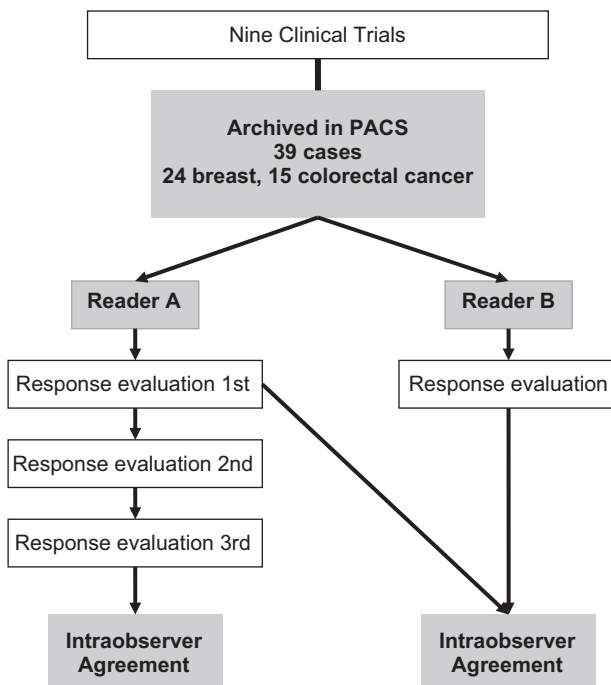 Nine Clinical Trials
Archived in PACS
39 cases
24 breast, 15 colorectal cancer
Reader A
Reader B
Response evaluation 1st
Response evaluation
Response evaluation 2nd
Response evaluation 3rd
Intraobserver
Agreement
Intraobserver
Agreement